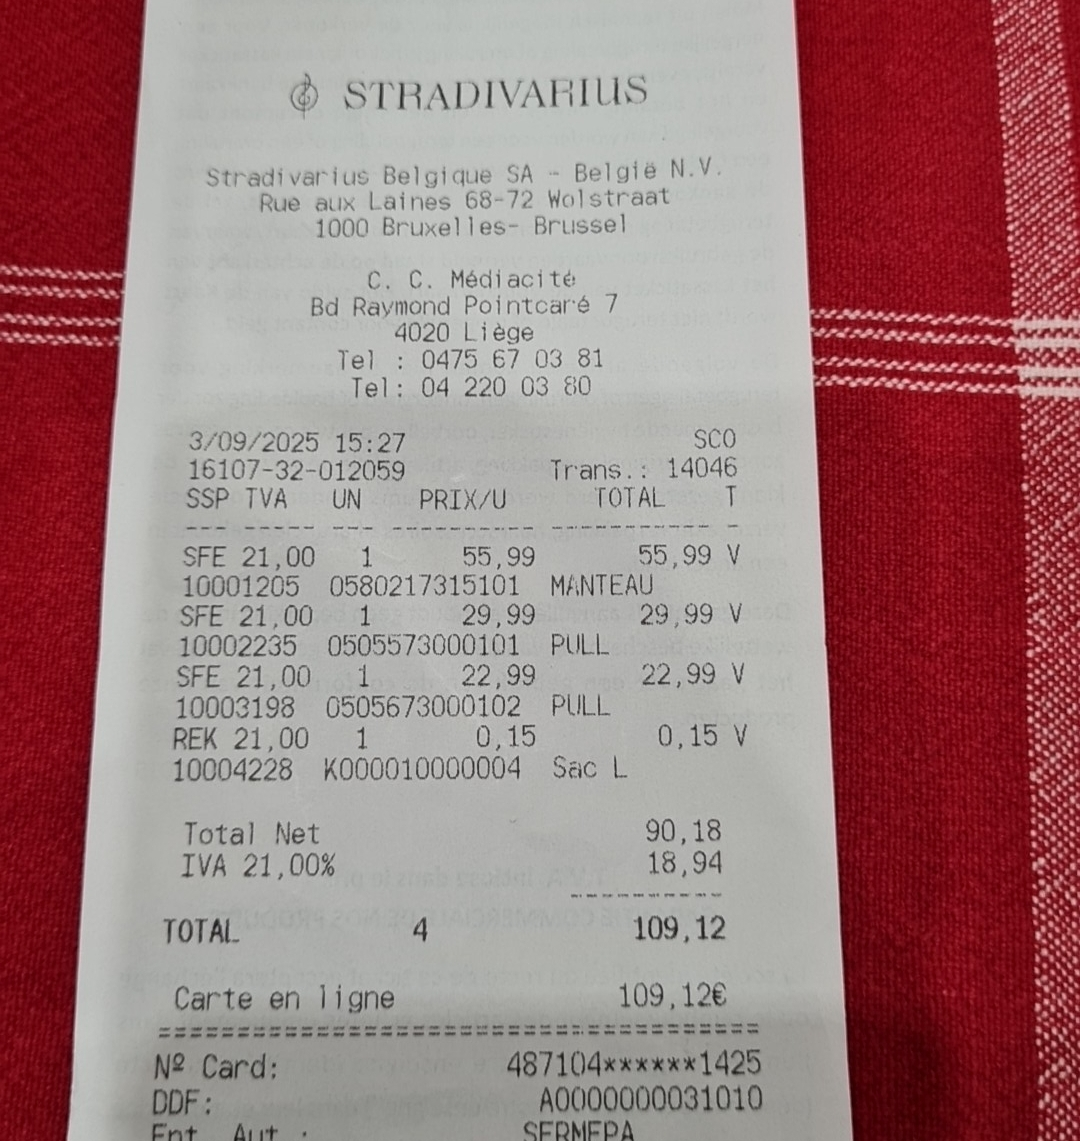 STRADIVARIUS
Stradivarius Belgique SA - België N.V.
Rue aux Laines 68-72 Wolstraat
1000 Bruxelles- Brussel
C. C. Médiacité
Bd Raymond Pointcaré 7
4020 Liège
Tel : 0475 67 03 81
Tel: 04 220 03 80
3/09/2025 15:27 SCO
16107-32-012059 Trans.: 14046
SSP TVA UN PRIX/U TOTAL T
-------- -- --------- ------------ -
SFE 21,00 1 55,99 55,99 V
10001205 0580217315101 MANTEAU
SFE 21,00 1 29,99 29,99 V
10002235 05055573000101 PULL
SFE 21,00 1 22,99 22,99 V
10003198 0505673000102 PULL
REK 21,00 1 0,15 0,15 V
10004228 K000010000004 Sac L
Total Net 90,18
IVA 21,00% 18,94
------------
TOTAL 4 109,12
Carte en ligne 109,12€
======================================
Nº Card: 487104******1425
DDF: A0000000031010
Ent. Aut.: SERMEPA